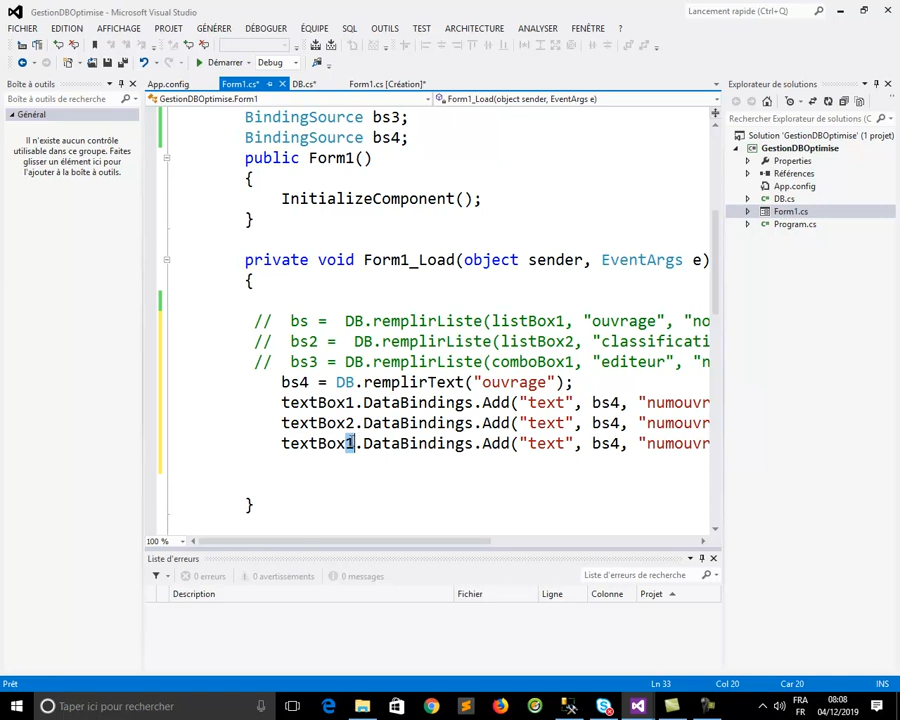 GestionDBOptimise - Microsoft Visual Studio
Lancement rapide (Ctrl+Q)
FICHIER EDITION AFFICHAGE PROJET GÉNÉRER DÉBOGUER ÉQUIPE SQL OUTILS TEST ARCHITECTURE ANALYSER FENÊTRE ?
Démarrer Debug
Boîte à outils
App.config Form1.cs* DB.cs* Form1.cs [Création]*
Explorateur de solutions
Boîte à outils de recherche
GestionDBOptimise.Form1
Form1_Load(object sender, EventArgs e)
Général
Il n'existe aucun contrôle
utilisable dans ce groupe. Faites
glisser un élément ici pour
l'ajouter à la boîte à outils.
BindingSource bs3;
BindingSource bs4;
public Form1()
{
InitializeComponent();
}
private void Form1_Load(object sender, EventArgs e)
{
// bs = DB.remplirListe(listBox1, "ouvrage", "no
// bs2 = DB.remplirListe(listBox2, "classificati
// bs3 = DB.remplirListe(comboBox1, "editeur", "n
bs4 = DB.remplirText("ouvrage");
textBox1.DataBindings.Add("text", bs4, "numouvr
textBox2.DataBindings.Add("text", bs4, "numouvr
textBox1.DataBindings.Add("text", bs4, "numouvr
}
100 %
Rechercher Explorateur de solutions (
Solution 'GestionDBOptimise' (1 projet)
GestionDBOptimise
Properties
Références
App.config
DB.cs
Form1.cs
Program.cs
Liste d'erreurs
0 erreurs 0 avertissements 0 messages
Liste d'erreurs de recherche
Description Fichier Ligne Colonne Projet
Prêt Ln 33 Col 20 Car 20 INS
Taper ici pour rechercher
FRA
FR
08:08
04/12/2019